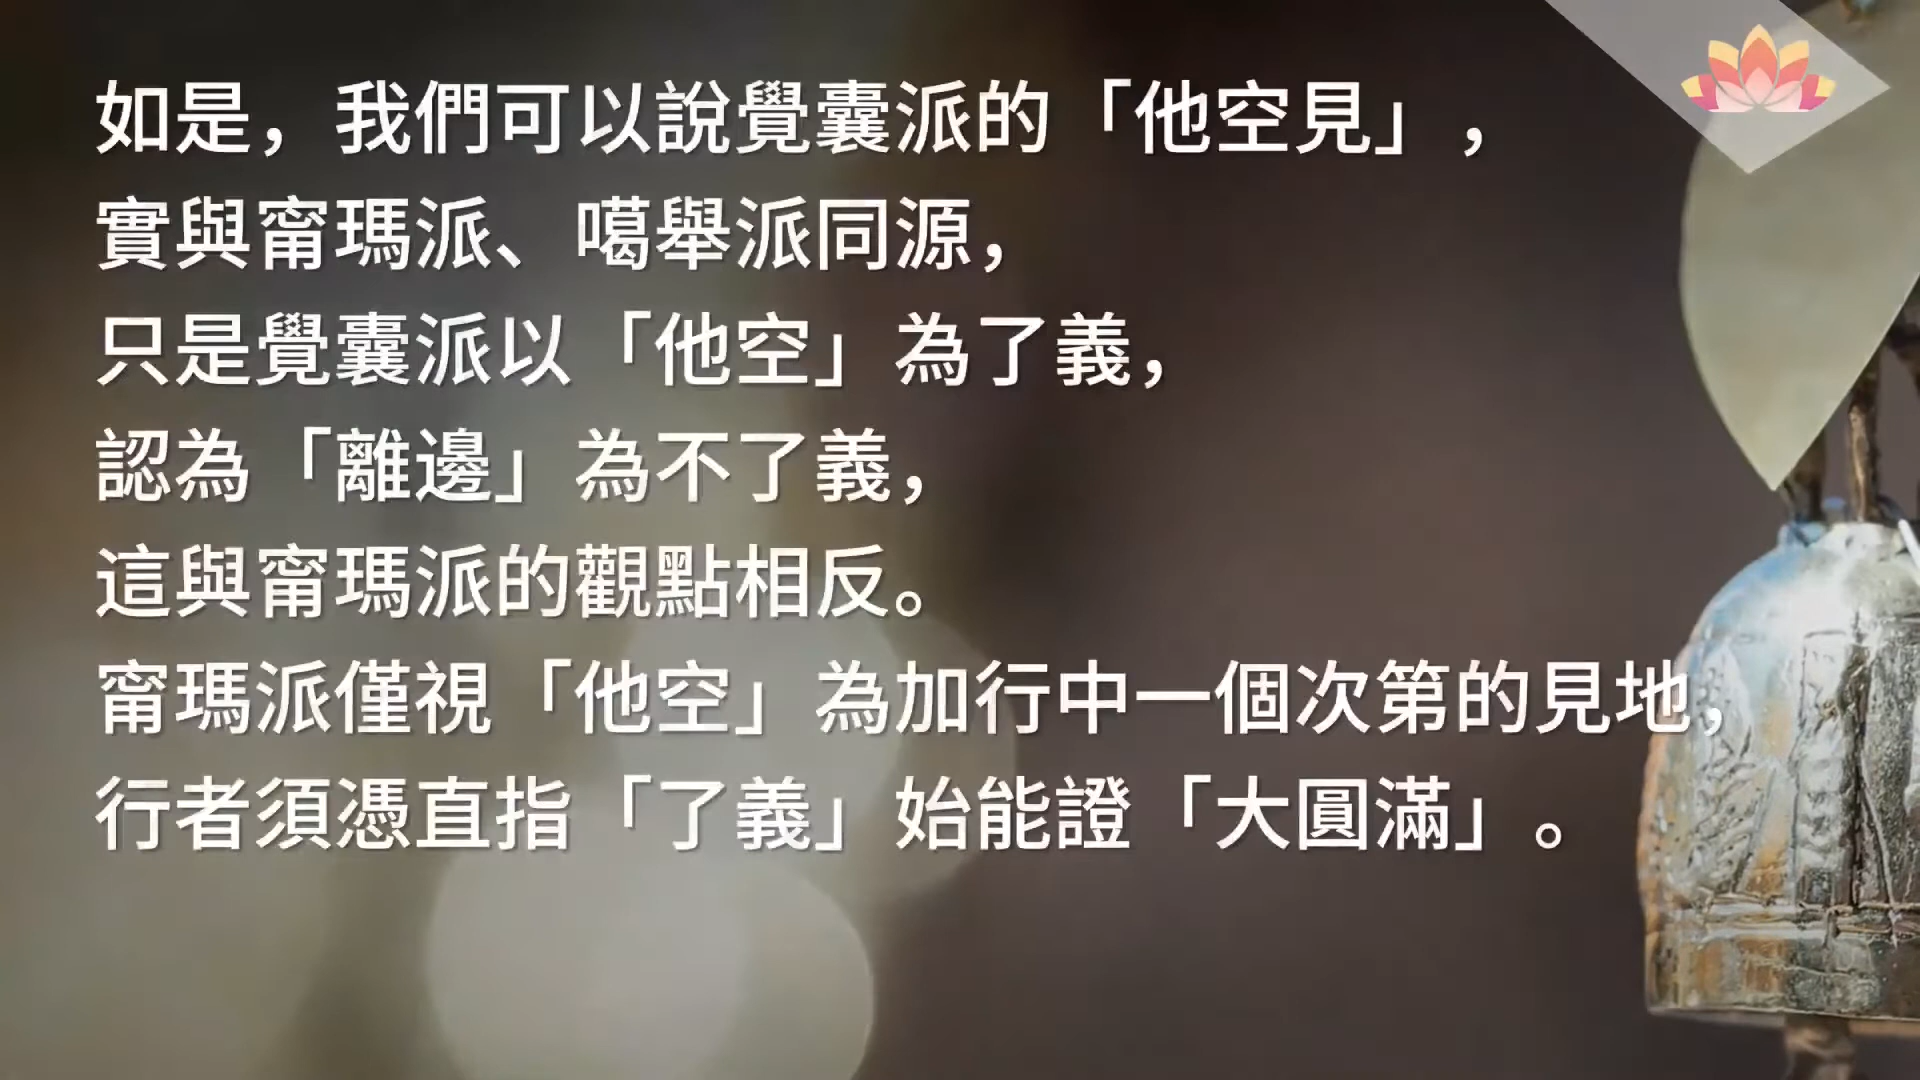 如是，我們可以說覺囊派的「他空見」，
實與甯瑪派、噶舉派同源，
只是覺囊派以「他空」為了義，
認為「離邊」為不了義，
這與甯瑪派的觀點相反。
甯瑪派僅視「他空」為加行中一個次第的見地，
行者須憑直指「了義」始能證「大圓滿」。